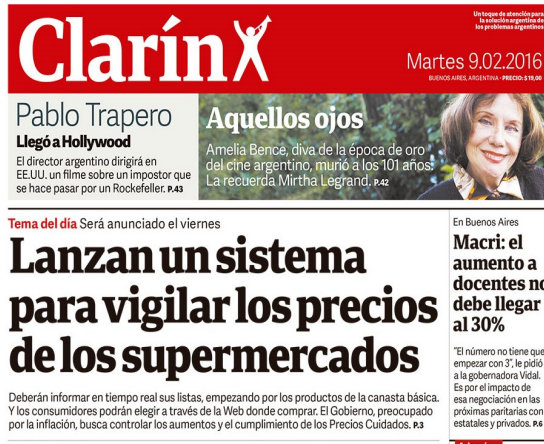 Un toque de atención para
la solución argentina de
los problemas argentinos
Clarín
Martes 9.02.2016
BUENOS AIRES, ARGENTINA - PRECIO: $19,00
Pablo Trapero
Llegó a Hollywood
El director argentino dirigirá en
EE.UU. un filme sobre un impostor que
se hace pasar por un Rockefeller. P.43
Aquellos ojos
Amelia Bence, diva de la época de oro
del cine argentino, murió a los 101 años.
La recuerda Mirtha Legrand. P.42
Tema del día Será anunciado el viernes
Lanzan un sistema
para vigilar los precios
de los supermercados
Deberán informar en tiempo real sus listas, empezando por los productos de la canasta básica.
Y los consumidores podrán elegir a través de la Web donde comprar. El Gobierno, preocupado
por la inflación, busca controlar los aumentos y el cumplimiento de los Precios Cuidados. P.3
En Buenos Aires
Macri: el
aumento a
docentes no
debe llegar
al 30%
"El número no tiene que
empezar con 3", le pidió
a la gobernadora Vidal.
Es por el impacto de
esa negociación en las
próximas paritarias con
estatales y privados. P.6